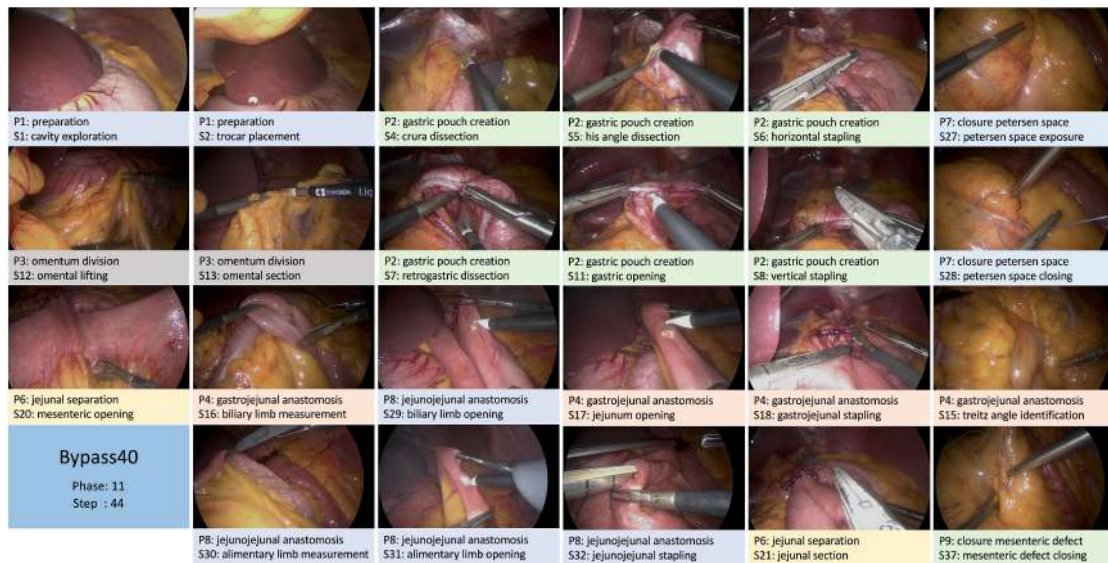 P1: preparation
S1: cavity exploration
P1: preparation
S2: trocar placement
P2: gastric pouch creation
S4: crura dissection
P2: gastric pouch creation
S5: his angle dissection
P2: gastric pouch creation
S6: horizontal stapling
P7: closure petersen space
S27: petersen space exposure
P3: omentum division
S12: omental lifting
P3: omentum division
S13: omental section
P2: gastric pouch creation
S7: retrogastric dissection
P2: gastric pouch creation
S11: gastric opening
P2: gastric pouch creation
S8: vertical stapling
P7: closure petersen space
S28: petersen space closing
P6: jejunal separation
S20: mesenteric opening
P4: gastrojejunal anastomosis
S16: biliary limb measurement
P8: jejunojejunal anastomosis
S29: biliary limb opening
P4: gastrojejunal anastomosis
S17: jejunum opening
P4: gastrojejunal anastomosis
S18: gastrojejunal stapling
P4: gastrojejunal anastomosis
S15: treitz angle identification
Bypass40
Phase: 11
Step : 44
P8: jejunojejunal anastomosis
S30: alimentary limb measurement
P8: jejunojejunal anastomosis
S31: alimentary limb opening
P8: jejunojejunal anastomosis
S32: jejunojejunal stapling
P6: jejunal separation
S21: jejunal section
P9: closure mesenteric defect
S37: mesenteric defect closing